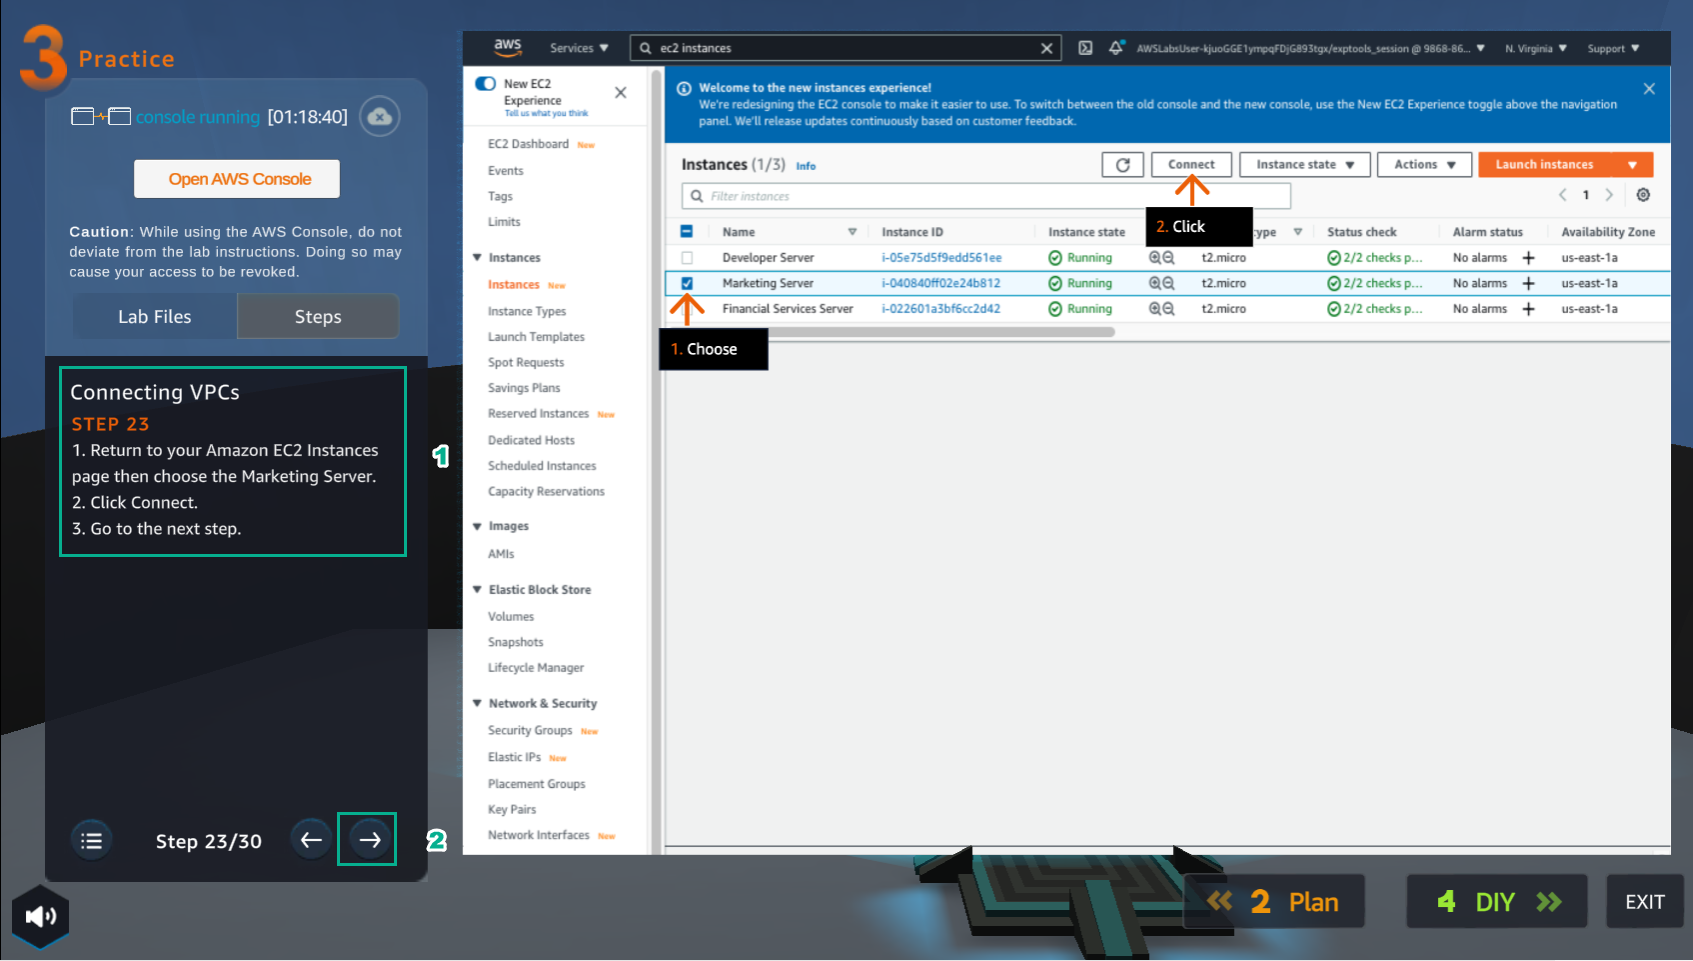 3 Practice
console running [01:18:40]
Open AWS Console
Caution: While using the AWS Console, do not
deviate from the lab instructions. Doing so may
cause your access to be revoked.
Lab Files
Steps
Connecting VPCs
STEP 23
1. Return to your Amazon EC2 Instances
page then choose the Marketing Server.
2. Click Connect.
3. Go to the next step.
1
Step 23/30
2
aws Services ec2 instances AWSLabsUser-kjuoGGE1ympqFDjG893tgx/exptools_session @ 9868-86... N. Virginia Support
New EC2
Experience
Tell us what you think
EC2 Dashboard New
Events
Tags
Limits
Instances
Instances New
Instance Types
Launch Templates
Spot Requests
Savings Plans
Reserved Instances New
Dedicated Hosts
Scheduled Instances
Capacity Reservations
Images
AMIs
Elastic Block Store
Volumes
Snapshots
Lifecycle Manager
Network & Security
Security Groups New
Elastic IPs New
Placement Groups
Key Pairs
Network Interfaces New
Welcome to the new instances experience!
We're redesigning the EC2 console to make it easier to use. To switch between the old console and the new console, use the New EC2 Experience toggle above the navigation
panel. We'll release updates continuously based on customer feedback.
Instances (1/3) Info Connect Instance state Actions Launch instances
Filter instances 1
2. Click
Name Instance ID Instance state ype Status check Alarm status Availability Zone
Developer Server i-05e75d5f9edd561ee Running t2.micro 2/2 checks p... No alarms + us-east-1a
Marketing Server i-040840ff02e24b812 Running t2.micro 2/2 checks p... No alarms + us-east-1a
Financial Services Server i-022601a3bf6cc2d42 Running t2.micro 2/2 checks p... No alarms + us-east-1a
1. Choose
2 Plan
4 DIY
EXIT